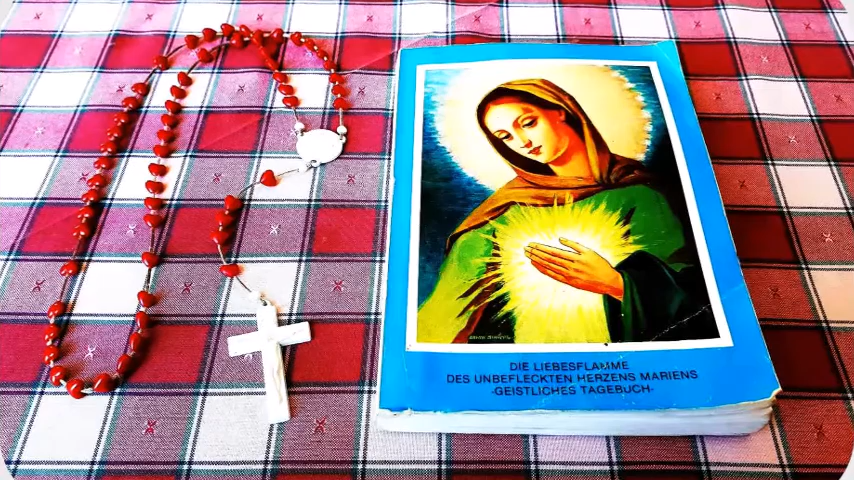 DIE LIEBESFLAMME
DES UNBEFLECKTEN HERZENS MARIENS
-GEISTLICHES TAGEBUCH-